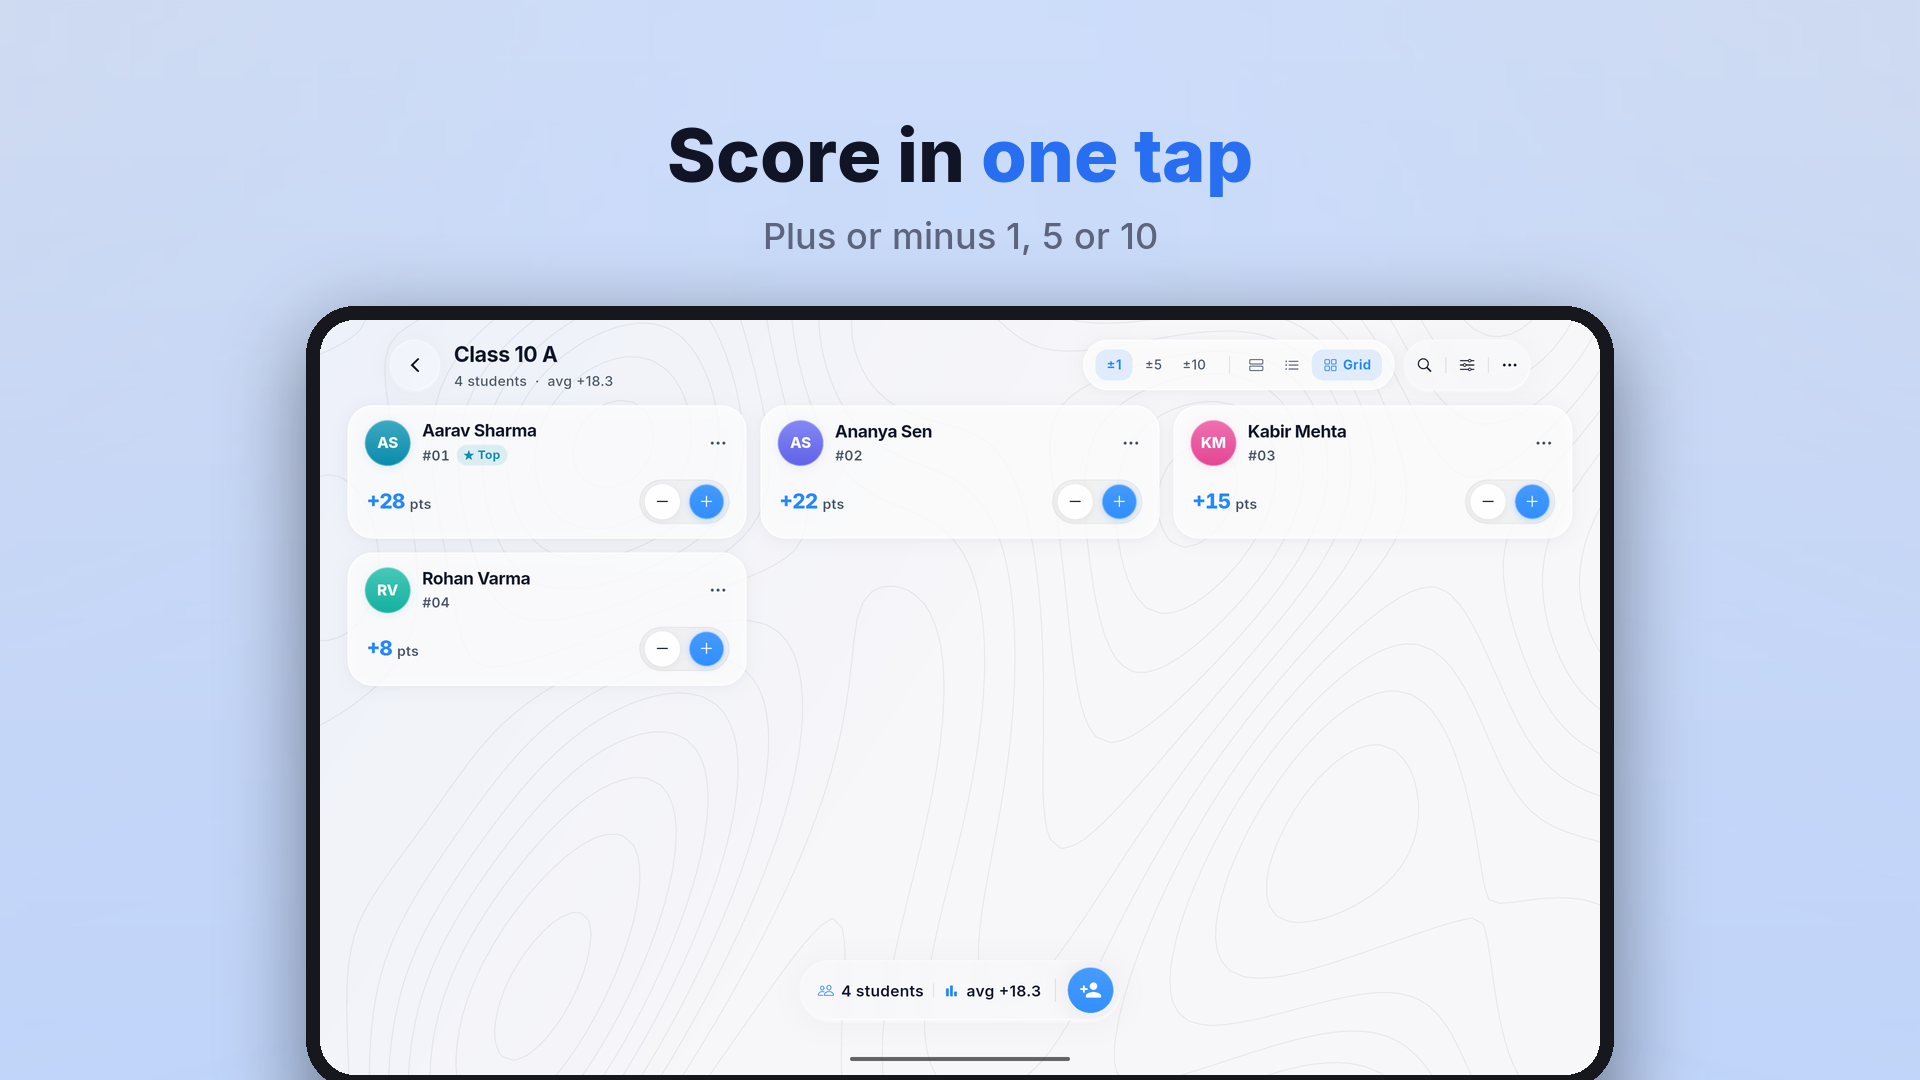 Score in one tap
Plus or minus 1, 5 or 10
Class 10 A
4 students · avg +18.3
±1 ±5 ±10 Grid
AS Aarav Sharma
#01 ★ Top
+28 pts
AS Ananya Sen
#02
+22 pts
KM Kabir Mehta
#03
+15 pts
RV Rohan Varma
#04
+8 pts
4 students avg +18.3